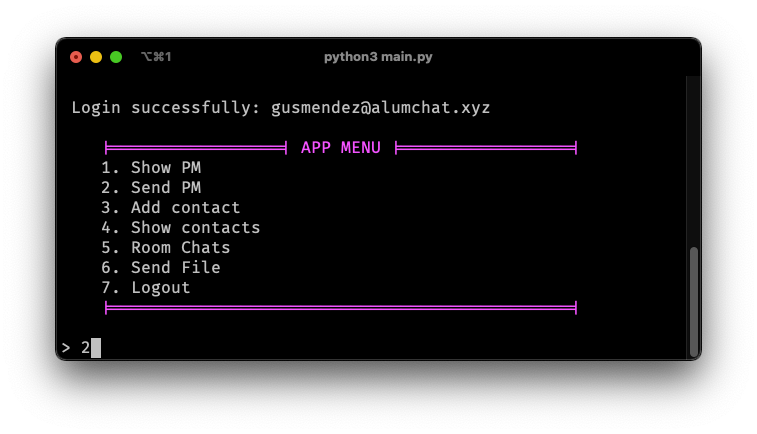 ⌥⌘1 python3 main.py
Login successfully: gusmendez@alumchat.xyz
APP MENU
1. Show PM
2. Send PM
3. Add contact
4. Show contacts
5. Room Chats
6. Send File
7. Logout
> 2